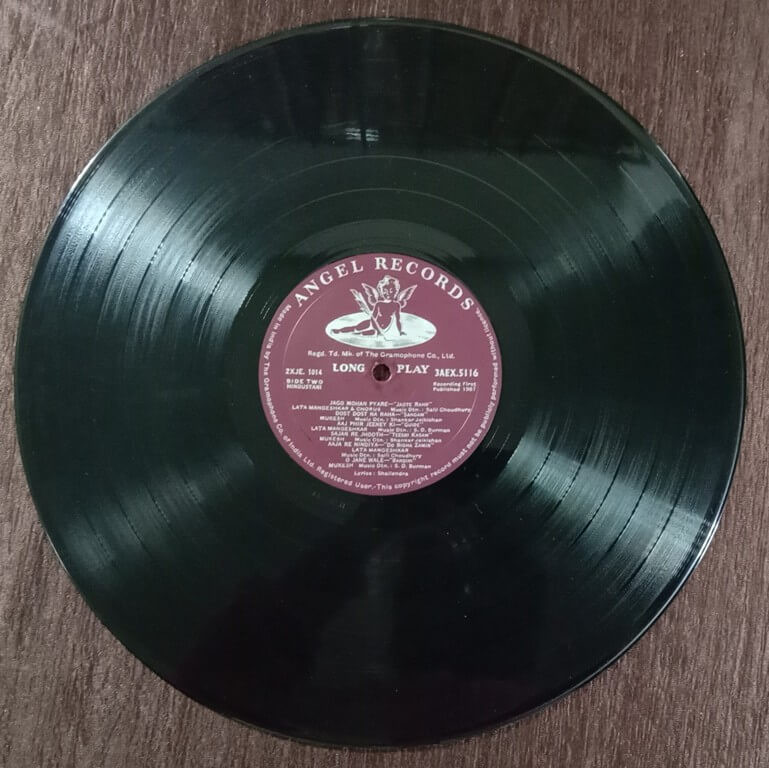 ANGEL RECORDS
Regd. Td. Mk. of The Gramophone Co., Ltd.
2XJE. 1014 LONG PLAY 3AEX.5116
SIDE TWO Recording First
HINDUSTANI Published 1967
JAGO MOHAN PYARE—"JAGTE RAHO"
LATA MANGESHKAR & CHORUS Music Dtn.: Salil Choudhury
DOST DOST NA RAHA—"SANGAM"
MUKESH Music Dtn.: Shankar Jaikishan
AAJ PHIR JEENEY KI—"GUIDE"
LATA MANGESHKAR Music Dtn.: S. D. Burman
SAJAN RE JHOOTH—"TEESRI KASAM"
MUKESH Music Dtn.: Shankar Jaikishan
AAJA RE NINDIYA—"DO BIGHA ZAMIN"
LATA MANGESHKAR
Music Dtn.: Salil Choudhury
O JANE WALE—"BANDINI"
MUKESH Music Dtn.: S. D. Burman
Lyrics: Shailendra
Made in India by The Gramophone Co. of India Ltd. Registered User.-This copyright record must not be publicly performed without licence.